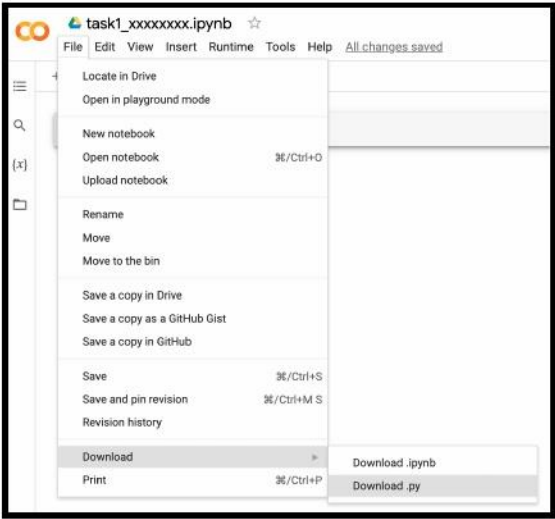 CO task1_xxxxxxxx.ipynb
File Edit View Insert Runtime Tools Help All changes saved
+
Locate in Drive
Open in playground mode
New notebook
Open notebook ⌘/Ctrl+O
{x}
Upload notebook
Rename
Move
Move to the bin
Save a copy in Drive
Save a copy as a GitHub Gist
Save a copy in GitHub
Save ⌘/Ctrl+S
Save and pin revision ⌘/Ctrl+M S
Revision history
Download
Download .ipynb
Print ⌘/Ctrl+P
Download .py